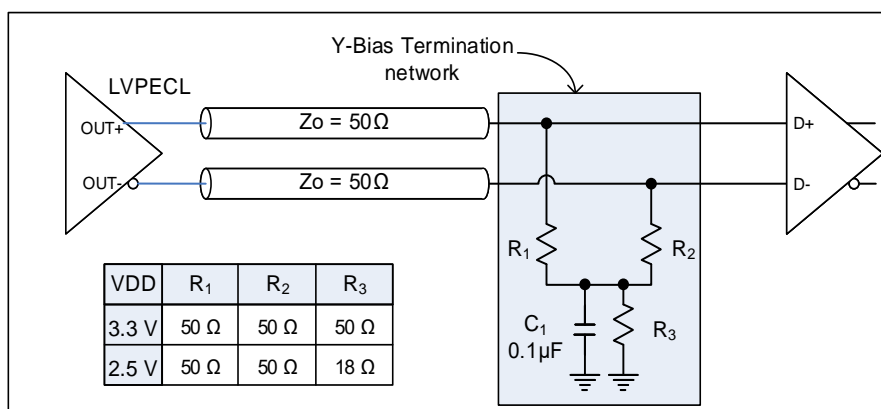 Y-Bias Termination
network
LVPECL
OUT+
Zo = 50Ω
D+
OUT-
Zo = 50Ω
D-
R1
R2
VDD R1 R2 R3
3.3 V 50 Ω 50 Ω 50 Ω
2.5 V 50 Ω 50 Ω 18 Ω
C1
0.1µF
R3